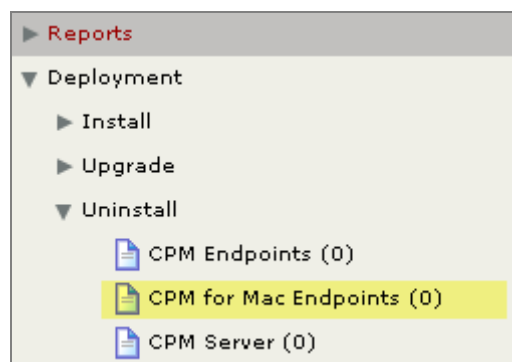 Reports
Deployment
Install
Upgrade
Uninstall
CPM Endpoints (0)
CPM for Mac Endpoints (0)
CPM Server (0)